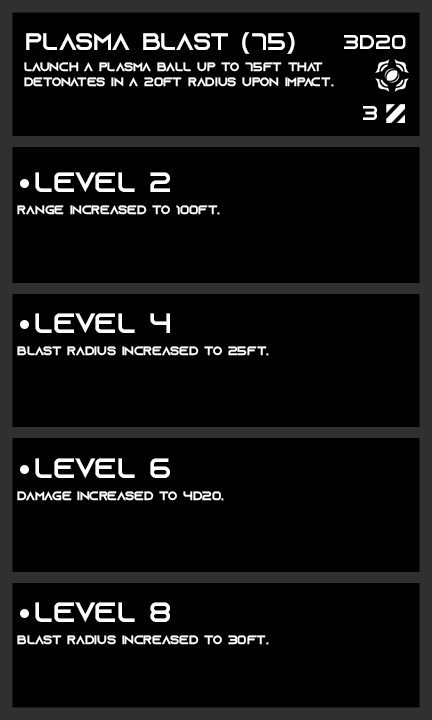 PLASMA BLAST (75) 3D20
LAUNCH A PLASMA BALL UP TO 75FT THAT
DETONATES IN A 20FT RADIUS UPON IMPACT.
3
•LEVEL 2
RANGE INCREASED TO 100FT.
•LEVEL 4
BLAST RADIUS INCREASED TO 25FT.
•LEVEL 6
DAMAGE INCREASED TO 4D20.
•LEVEL 8
BLAST RADIUS INCREASED TO 30FT.